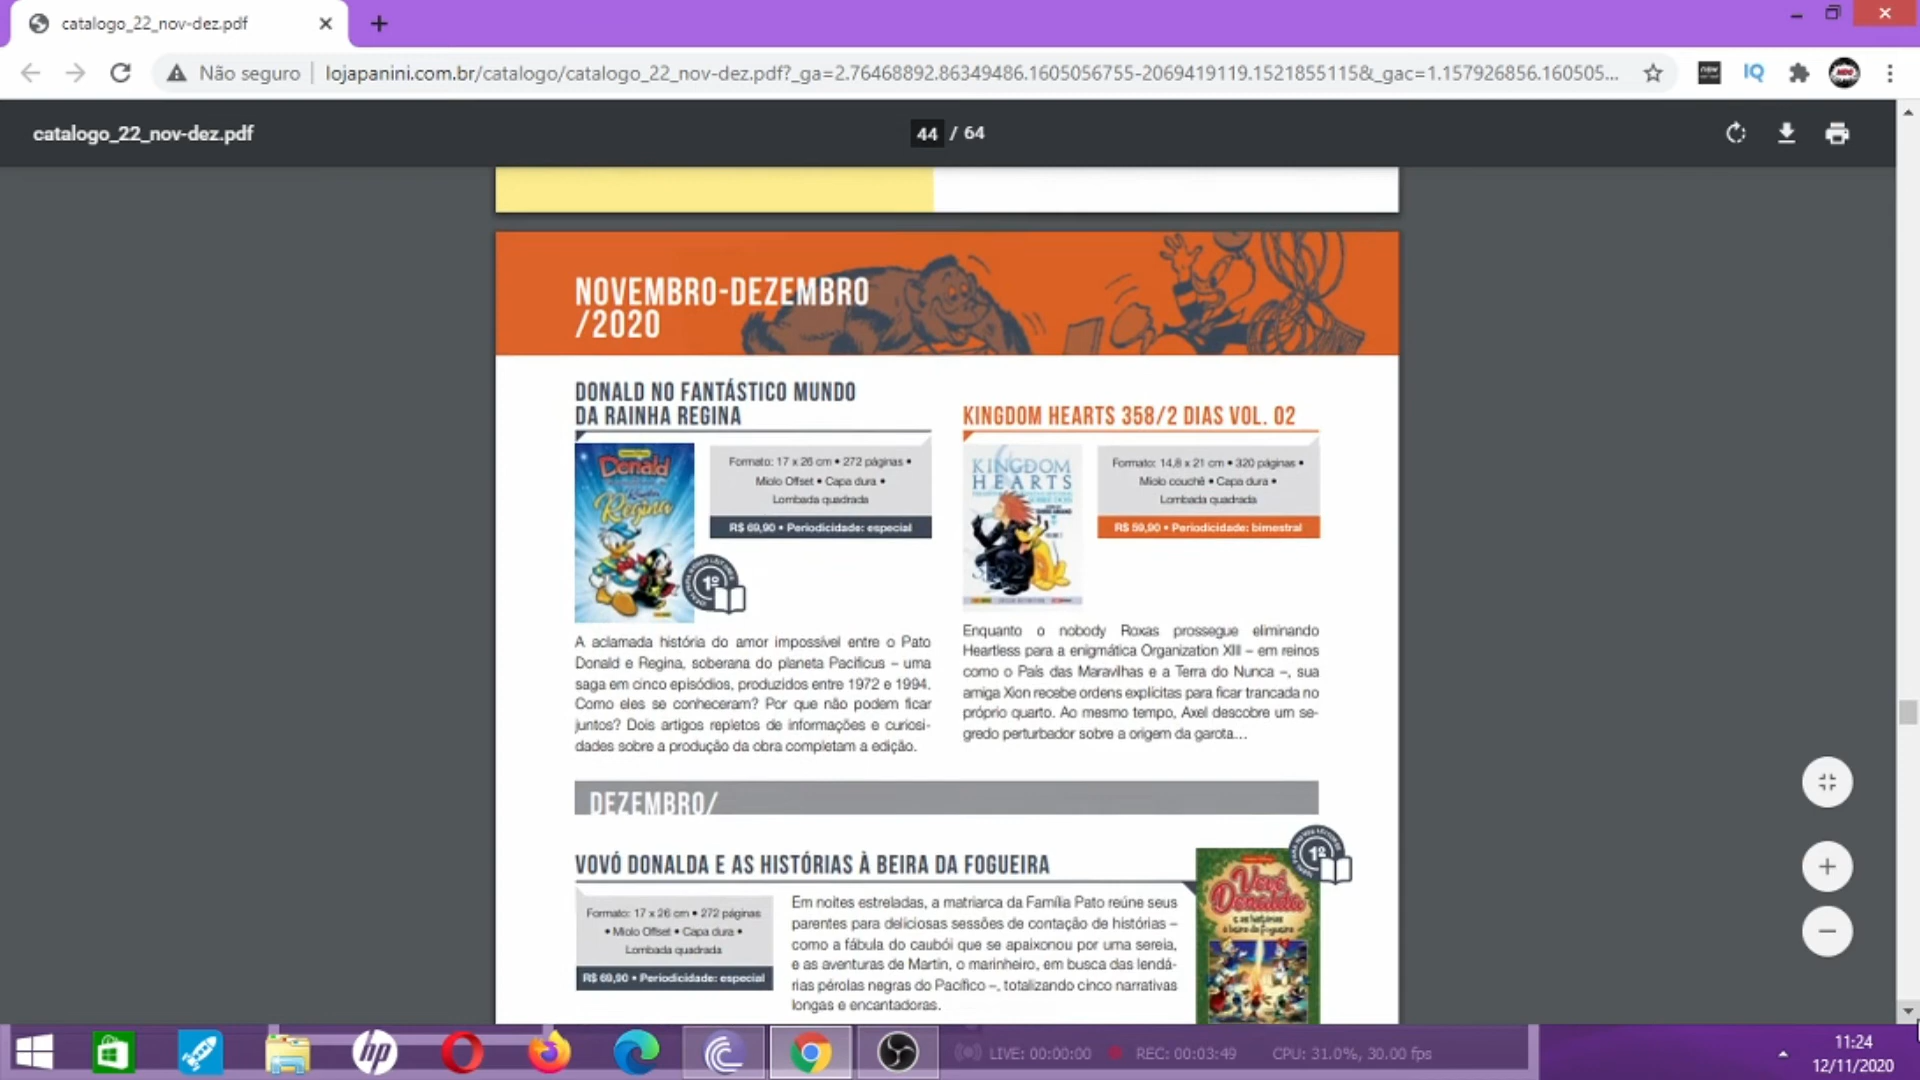 catalogo_22_nov-dez.pdf
Não seguro
lojapanini.com.br/catalogo/catalogo_22_nov-dez.pdf?_ga=2.76468892.86349486.1605056755-2069419119.1521855115&_gac=1.157926856.160505...
IQ
catalogo_22_nov-dez.pdf
44 / 64
NOVEMBRO-DEZEMBRO
/2020
DONALD NO FANTÁSTICO MUNDO
DA RAINHA REGINA
Donald
Regina
Formato: 17 x 26 cm • 272 páginas •
Miolo Offset • Capa dura •
Lombada quadrada
R$ 69,90 • Periodicidade: especial
1º
A aclamada história do amor impossível entre o Pato
Donald e Regina, soberana do planeta Pacificus – uma
saga em cinco episódios, produzidos entre 1972 e 1994.
Como eles se conheceram? Por que não podem ficar
juntos? Dois artigos repletos de informações e curiosi-
dades sobre a produção da obra completam a edição.
KINGDOM HEARTS 358/2 DIAS VOL. 02
KINGDOM
HEARTS
Formato: 14,8 x 21 cm • 320 páginas •
Miolo couchê • Capa dura •
Lombada quadrada
R$ 59,90 • Periodicidade: bimestral
Enquanto o nobody Roxas prossegue eliminando
Heartless para a enigmática Organization XIII – em reinos
como o País das Maravilhas e a Terra do Nunca –, sua
amiga Xion recebe ordens explícitas para ficar trancada no
próprio quarto. Ao mesmo tempo, Axel descobre um se-
gredo perturbador sobre a origem da garota...
DEZEMBRO/
VOVÓ DONALDA E AS HISTÓRIAS À BEIRA DA FOGUEIRA
Formato: 17 x 26 cm • 272 páginas
• Miolo Offset • Capa dura •
Lombada quadrada
R$ 69,90 • Periodicidade: especial
Em noites estreladas, a matriarca da Família Pato reúne seus
parentes para deliciosas sessões de contação de histórias –
como a fábula do caubói que se apaixonou por uma sereia,
e as aventuras de Martin, o marinheiro, em busca das lendá-
rias pérolas negras do Pacífico –, totalizando cinco narrativas
longas e encantadoras.
1º
Vovó
Donalda
e as histórias
à beira da fogueira
hp
LIVE: 00:00:00
REC: 00:03:49
CPU: 31.0%, 30.00 fps
11:24
12/11/2020